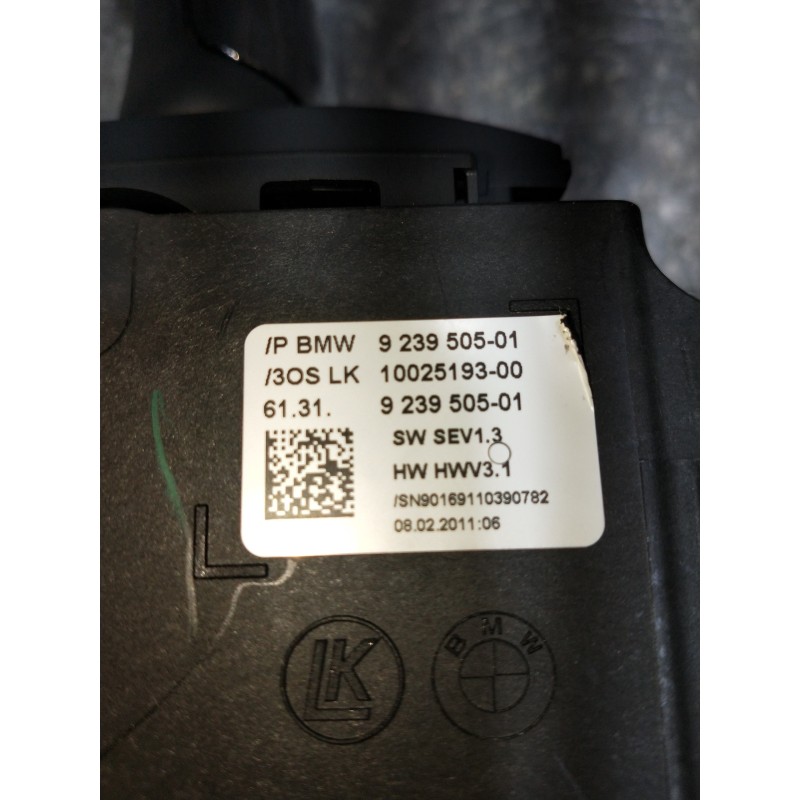 /P BMW 9 239 505-01
/3OS LK 10025193-00
61.31. 9 239 505-01
SW SEV1.3
HW HWV3.1
/SN90169110390782
08.02.2011:06
LK
BMW